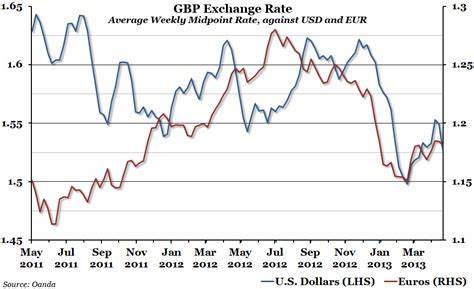 GBP Exchange Rate
Average Weekly Midpoint Rate, against USD and EUR
1.65 1.3
1.6 1.25
1.55 1.2
1.5 1.15
1.45 1.1
May Jul Sep Nov Jan Mar May Jul Sep Nov Jan Mar
2011 2011 2011 2011 2012 2012 2012 2012 2012 2012 2013 2013
Source: Oanda
U.S. Dollars (LHS) Euros (RHS)